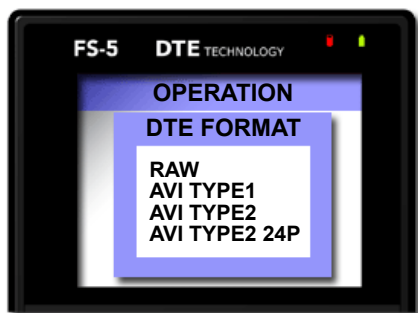 FS-5 DTE TECHNOLOGY
OPERATION
DTE FORMAT
RAW
AVI TYPE1
AVI TYPE2
AVI TYPE2 24P